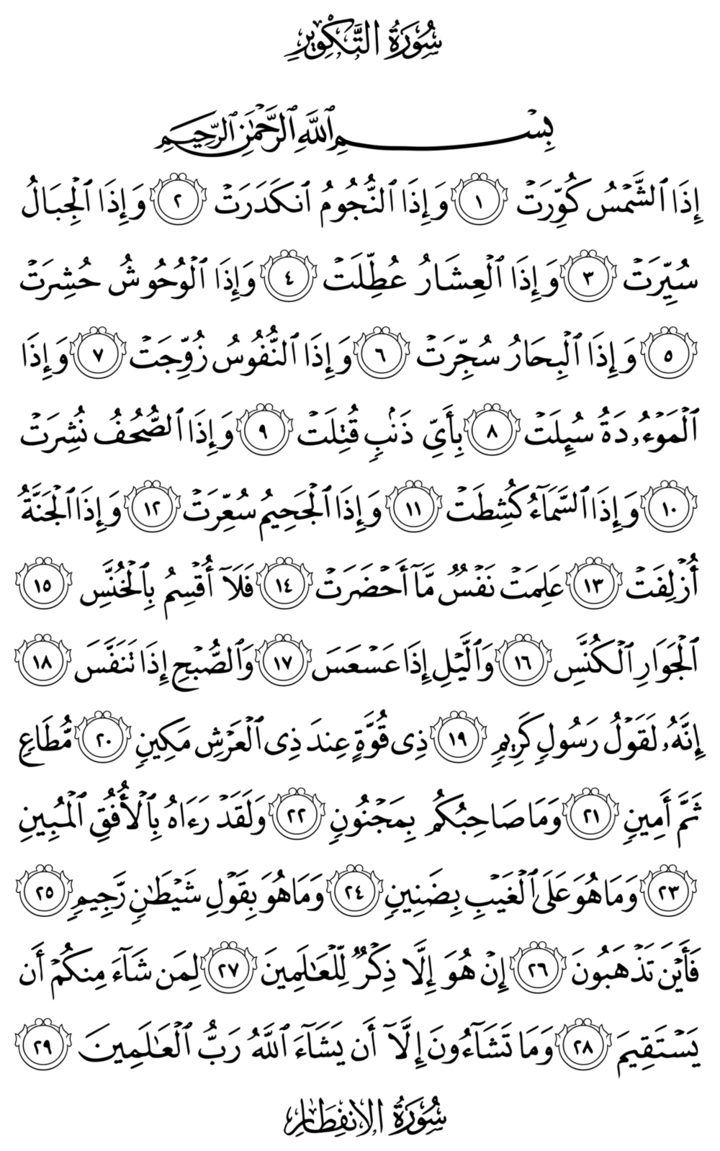 سُورَةُ التَّكْوِيرِ
بِسْمِ ٱللَّهِ ٱلرَّحْمَٰنِ ٱلرَّحِيمِ
إِذَا ٱلشَّمْسُ كُوِّرَتْ ١ وَإِذَا ٱلنُّجُومُ ٱنكَدَرَتْ ٢ وَإِذَا ٱلْجِبَالُ
سُيِّرَتْ ٣ وَإِذَا ٱلْعِشَارُ عُطِّلَتْ ٤ وَإِذَا ٱلْوُحُوشُ حُشِرَتْ
٥ وَإِذَا ٱلْبِحَارُ سُجِّرَتْ ٦ وَإِذَا ٱلنُّفُوسُ زُوِّجَتْ ٧ وَإِذَا
ٱلْمَوْءُۥدَةُ سُئِلَتْ ٨ بِأَىِّ ذَنۢبٍ قُتِلَتْ ٩ وَإِذَا ٱلصُّحُفُ نُشِرَتْ
١٠ وَإِذَا ٱلسَّمَآءُ كُشِطَتْ ١١ وَإِذَا ٱلْجَحِيمُ سُعِّرَتْ ١٢ وَإِذَا ٱلْجَنَّةُ
أُزْلِفَتْ ١٣ عَلِمَتْ نَفْسٌ مَّآ أَحْضَرَتْ ١٤ فَلَآ أُقْسِمُ بِٱلْخُنَّسِ ١٥
ٱلْجَوَارِ ٱلْكُنَّسِ ١٦ وَٱلَّيْلِ إِذَا عَسْعَسَ ١٧ وَٱلصُّبْحِ إِذَا تَنَفَّسَ ١٨
إِنَّهُۥ لَقَوْلُ رَسُولٍ كَرِيمٍ ١٩ ذِى قُوَّةٍ عِندَ ذِى ٱلْعَرْشِ مَكِينٍ ٢٠ مُّطَاعٍ
ثَمَّ أَمِينٍ ٢١ وَمَا صَاحِبُكُم بِمَجْنُونٍ ٢٢ وَلَقَدْ رَءَاهُ بِٱلْأُفُقِ ٱلْمُبِينِ
٢٣ وَمَا هُوَ عَلَى ٱلْغَيْبِ بِضَنِينٍ ٢٤ وَمَا هُوَ بِقَوْلِ شَيْطَٰنٍ رَّجِيمٍ ٢٥
فَأَيْنَ تَذْهَبُونَ ٢٦ إِنْ هُوَ إِلَّا ذِكْرٌ لِّلْعَٰلَمِينَ ٢٧ لِمَن شَآءَ مِنكُمْ أَن
يَسْتَقِيمَ ٢٨ وَمَا تَشَآءُونَ إِلَّآ أَن يَشَآءَ ٱللَّهُ رَبُّ ٱلْعَٰلَمِينَ ٢٩
سُورَةُ الِانفِطَارِ